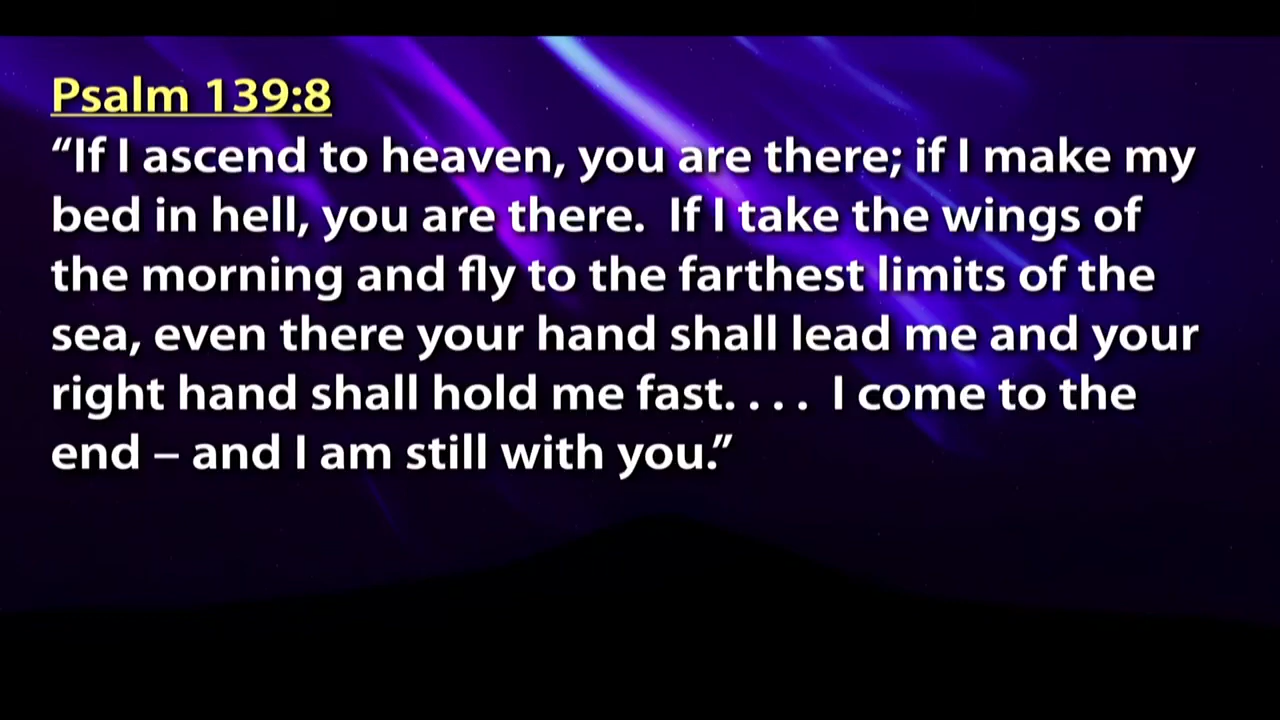 Psalm 139:8
“If I ascend to heaven, you are there; if I make my
bed in hell, you are there.  If I take the wings of
the morning and fly to the farthest limits of the
sea, even there your hand shall lead me and your
right hand shall hold me fast. . . .  I come to the
end – and I am still with you.”